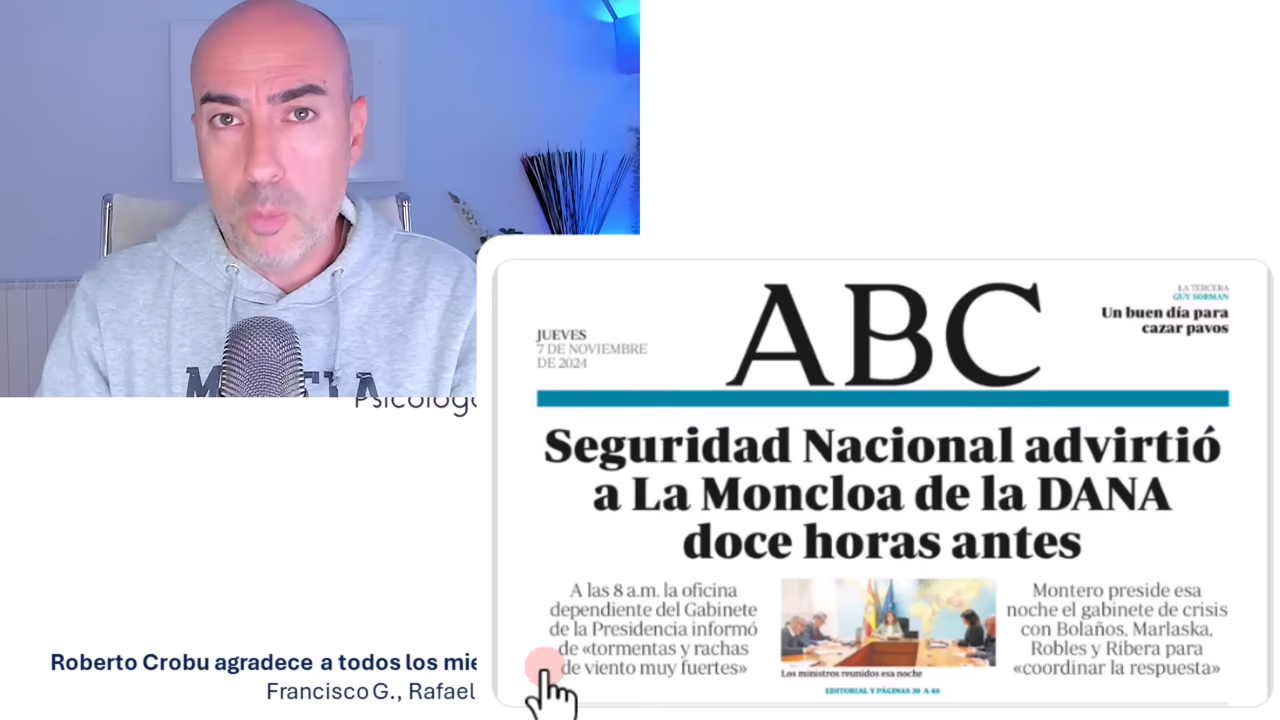 Psicólogo
Roberto Crobu agradece a todos los mie
Francisco G., Rafael
ABC
JUEVES
7 DE NOVIEMBRE
DE 2024
LA TERCERA
GUY SORMAN
Un buen día para
cazar pavos
Seguridad Nacional advirtió
a La Moncloa de la DANA
doce horas antes
A las 8 a.m. la oficina
dependiente del Gabinete
de la Presidencia informó
de «tormentas y rachas
de viento muy fuertes»
Los ministros reunidos esa noche
EDITORIAL Y PÁGINAS 38 A 40
Montero preside esa
noche el gabinete de crisis
con Bolaños, Marlaska,
Robles y Ribera para
«coordinar la respuesta»